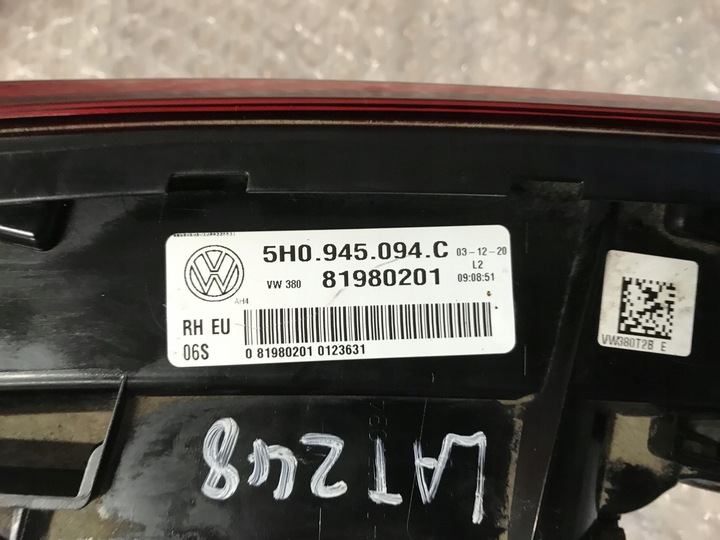 5H0.945.094.C 03-12-20
L2
VW 380 81980201 09:08:51
AH4
RH EU
06S 0 81980201 0123631
VW380T2B E
LAT248